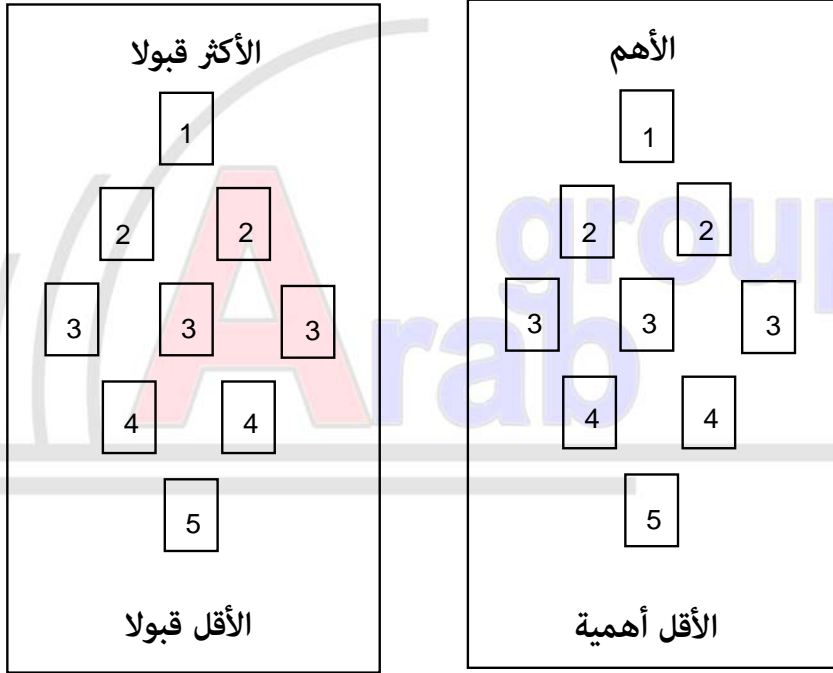 الأهم
1
2 2
3 3 3
4 4
5
الأقل أهمية
الأكثر قبولا
1
2 2
3 3 3
4 4
5
الأقل قبولا
Arab
group